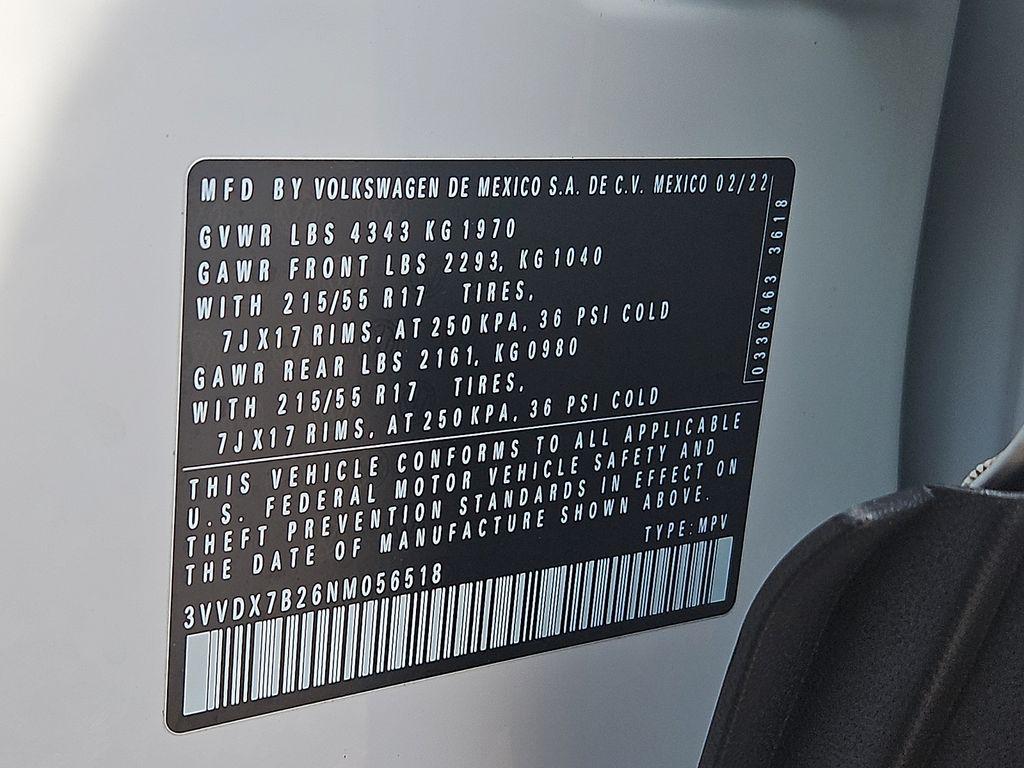 MFD BY VOLKSWAGEN DE MEXICO S.A. DE C.V. MEXICO 02/22
GVWR LBS 4343 KG 1970
GAWR FRONT LBS 2293, KG 1040
WITH 215/55 R17 TIRES,
7JX17 RIMS, AT 250 KPA, 36 PSI COLD
GAWR REAR LBS 2161, KG 0980
WITH 215/55 R17 TIRES,
7JX17 RIMS, AT 250 KPA, 36 PSI COLD
0336463 3618
THIS VEHICLE CONFORMS TO ALL APPLICABLE
U.S. FEDERAL MOTOR VEHICLE SAFETY AND
THEFT PREVENTION STANDARDS IN EFFECT ON
THE DATE OF MANUFACTURE SHOWN ABOVE.
TYPE: MPV
3VVDX7B26NM056518